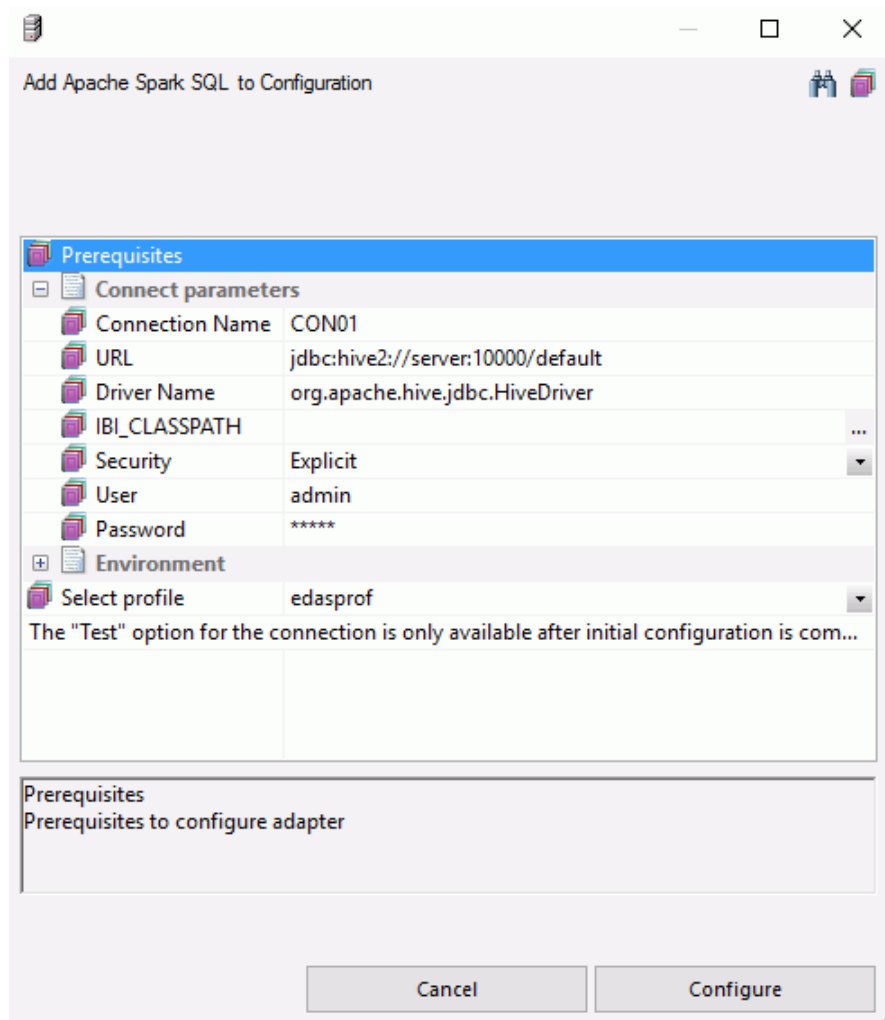 Add Apache Spark SQL to Configuration
Prerequisites
Connect parameters
Connection Name CON01
URL jdbc:hive2://server:10000/default
Driver Name org.apache.hive.jdbc.HiveDriver
IBI_CLASSPATH ...
Security Explicit
User admin
Password *****
Environment
Select profile edasprof
The "Test" option for the connection is only available after initial configuration is com...
Prerequisites
Prerequisites to configure adapter
Cancel Configure